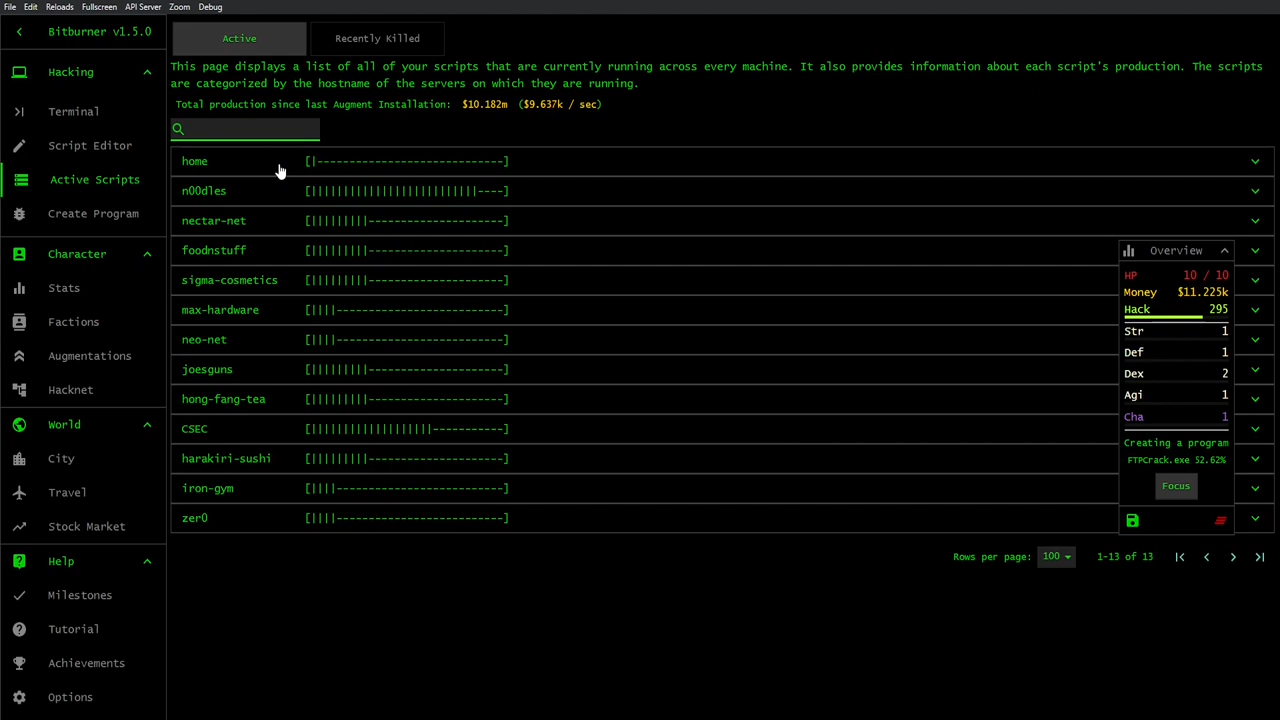 File Edit Reloads Fullscreen API Server Zoom Debug
Bitburner v1.5.0
Hacking
Terminal
Script Editor
Active Scripts
Create Program
Character
Stats
Factions
Augmentations
Hacknet
World
City
Travel
Stock Market
Help
Milestones
Tutorial
Achievements
Options
Active Recently Killed
This page displays a list of all of your scripts that are currently running across every machine. It also provides information about each script's production. The scripts
are categorized by the hostname of the servers on which they are running.
Total production since last Augment Installation: $10.182m ($9.637k / sec)
home [|-----------------------------]
n00dles [||||||||||||||||||||||||||----]
nectar-net [|||||||||---------------------]
foodnstuff [|||||||||---------------------]
sigma-cosmetics [|||||||||---------------------]
max-hardware [||||--------------------------]
neo-net [||||--------------------------]
joesguns [|||||||||---------------------]
hong-fang-tea [|||||||||---------------------]
CSEC [|||||||||||||||||||-----------]
harakiri-sushi [|||||||||---------------------]
iron-gym [||||--------------------------]
zer0 [||||--------------------------]
Rows per page: 100 1-13 of 13
Overview
HP 10 / 10
Money $11.225k
Hack 295
Str 1
Def 1
Dex 2
Agi 1
Cha 1
Creating a program
FTPCrack.exe 52.62%
Focus